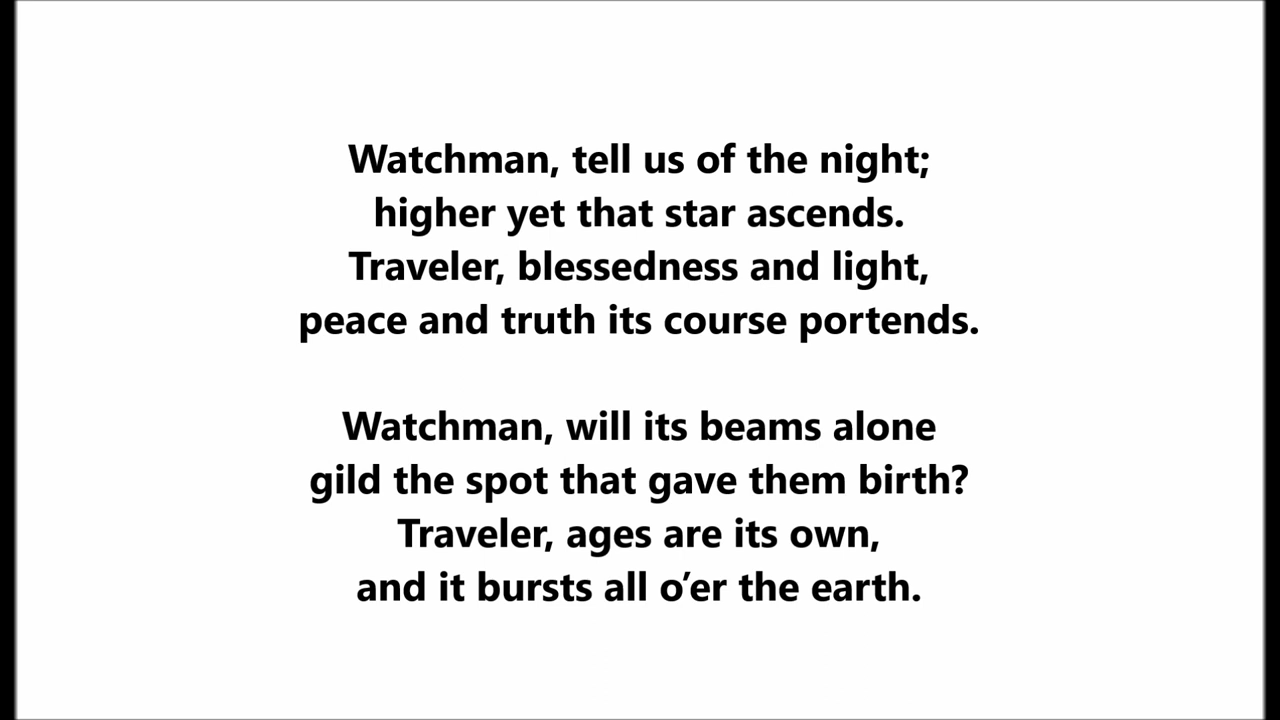 Watchman, tell us of the night;
higher yet that star ascends.
Traveler, blessedness and light,
peace and truth its course portends.

Watchman, will its beams alone
gild the spot that gave them birth?
Traveler, ages are its own,
and it bursts all o’er the earth.